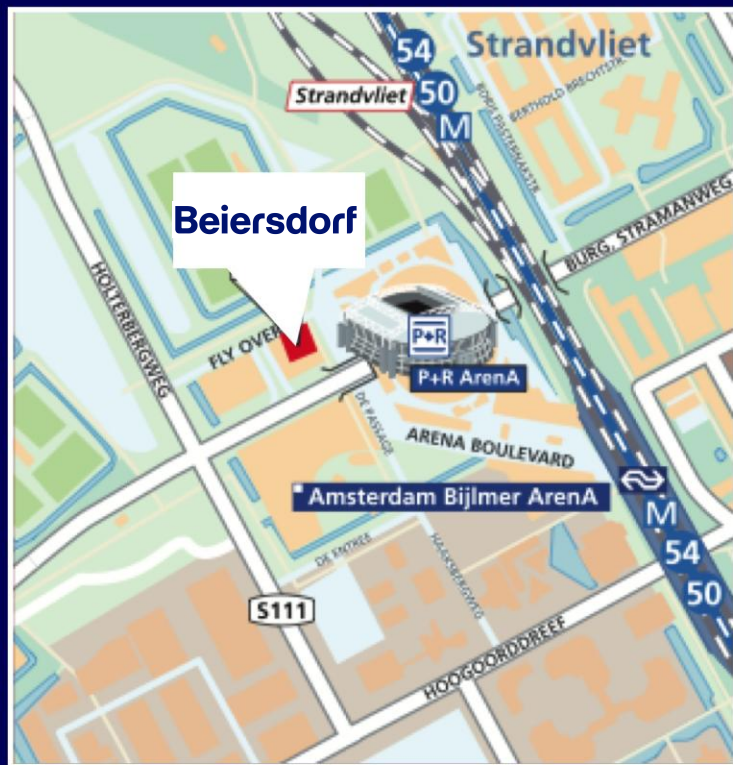 54
Strandvliet
Strandvliet
50
M
BERTHOLD BRECHTSTR.
Beiersdorf
BURG. STRAMANWEG
HOLTERBERGWEG
FLY OVER
P+R
P+R ArenA
DE PASSAGE
ARENA BOULEVARD
Amsterdam Bijlmer ArenA
M
DE ENTREE
HAAKSBERGWEG
54
50
S111
HOOGOORDDREEF